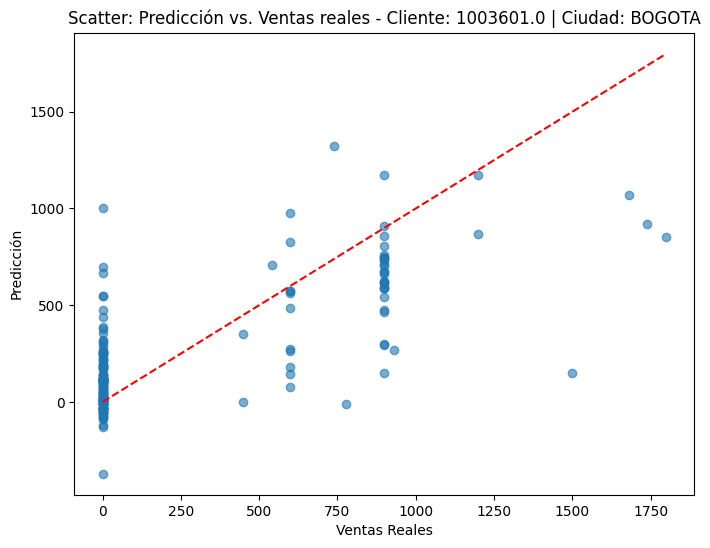 Scatter: Predicción vs. Ventas reales - Cliente: 1003601.0 | Ciudad: BOGOTA
Predicción
1500
1000
500
0
0 250 500 750 1000 1250 1500 1750
Ventas Reales